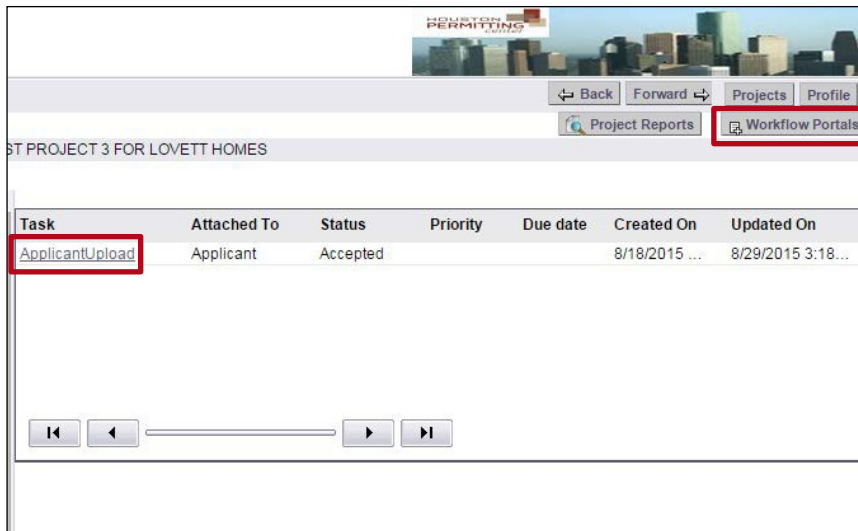 HOUSTON
PERMITTING
center
Back Forward Projects Profile
Project Reports Workflow Portals
ST PROJECT 3 FOR LOVETT HOMES
Task Attached To Status Priority Due date Created On Updated On
ApplicantUpload Applicant Accepted 8/18/2015 ... 8/29/2015 3:18...